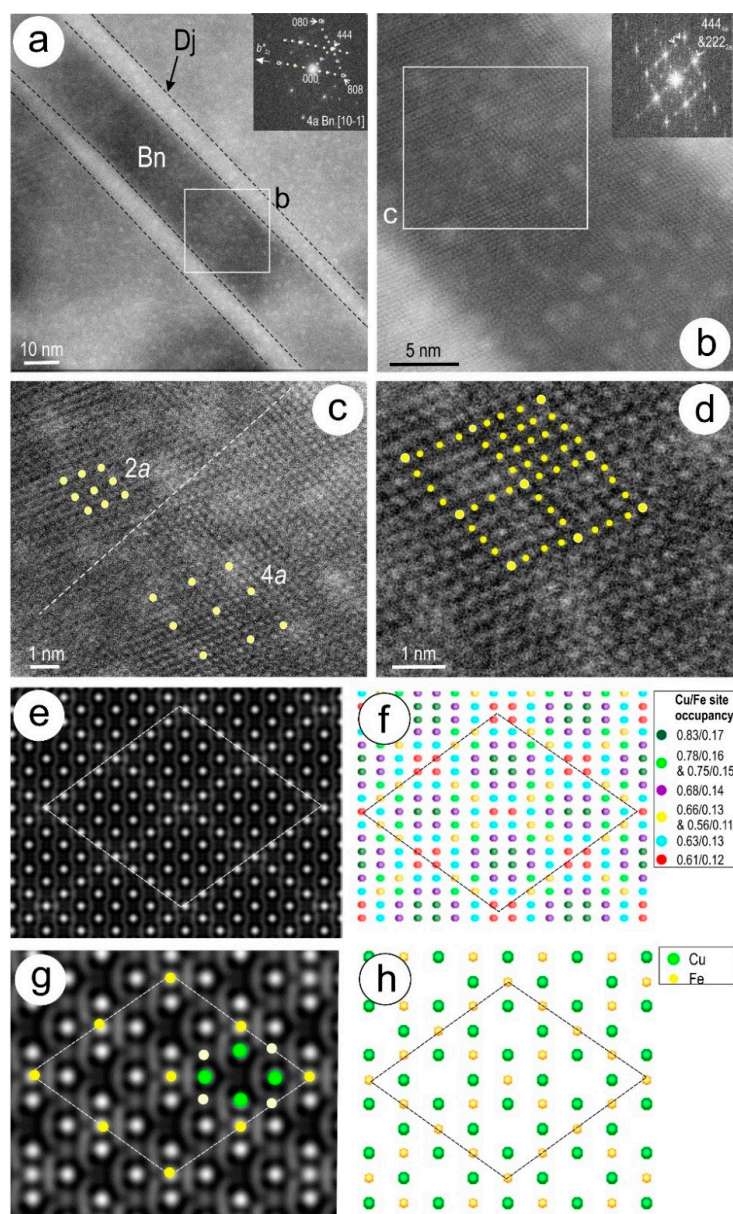 a
Dj
Bn
b
10 nm
080
444
b*2a
000
808
4a Bn [10-1]
444
4a
&222
2a
c
5 nm
b
2a
4a
1 nm
c
1 nm
d
e
f
Cu/Fe site
occupancy
0.83/0.17
0.78/0.16
& 0.75/0.15
0.68/0.14
0.66/0.13
& 0.56/0.11
0.63/0.13
0.61/0.12
g
h
Cu
Fe